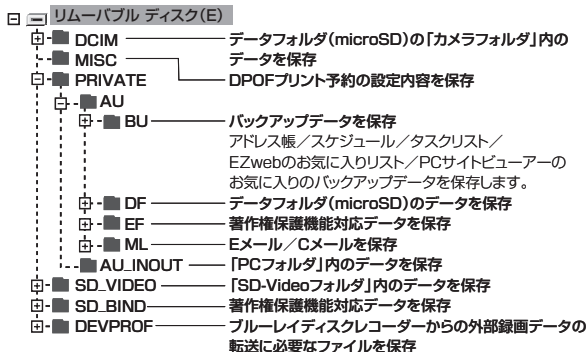 リムーバブル ディスク(E)
DCIM データフォルダ(microSD)の「カメラフォルダ」内の
データを保存
MISC DPOFプリント予約の設定内容を保存
PRIVATE
AU
BU バックアップデータを保存
アドレス帳／スケジュール／タスクリスト／
EZwebのお気に入りリスト／PCサイトビューアーの
お気に入りのバックアップデータを保存します。
DF データフォルダ(microSD)のデータを保存
EF 著作権保護機能対応データを保存
ML Eメール／Cメールを保存
AU_INOUT 「PCフォルダ」内のデータを保存
SD_VIDEO 「SD-Videoフォルダ」内のデータを保存
SD_BIND 著作権保護機能対応データを保存
DEVPROF ブルーレイディスクレコーダーからの外部録画データの
転送に必要なファイルを保存